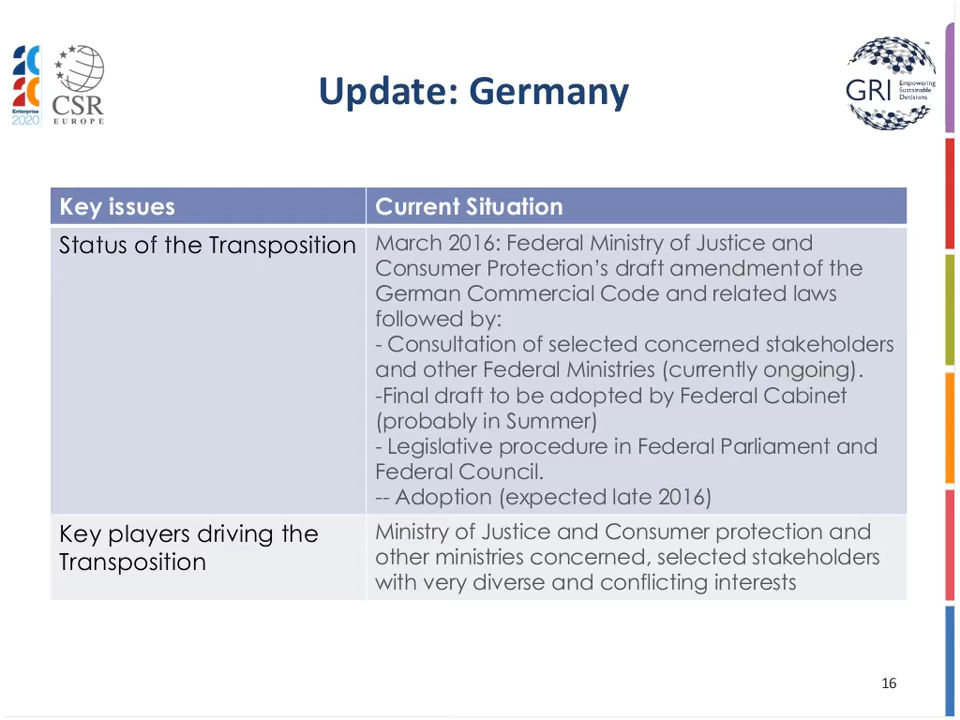 Update: Germany
2020
Enterprise
2020
CSR
EUROPE
GRI
Empowering
Sustainable
Decisions
™
Key issues
Current Situation
Status of the Transposition
March 2016: Federal Ministry of Justice and
Consumer Protection’s draft amendment of the
German Commercial Code and related laws
followed by:
- Consultation of selected concerned stakeholders
and other Federal Ministries (currently ongoing).
-Final draft to be adopted by Federal Cabinet
(probably in Summer)
- Legislative procedure in Federal Parliament and
Federal Council.
-- Adoption (expected late 2016)
Key players driving the
Transposition
Ministry of Justice and Consumer protection and
other ministries concerned, selected stakeholders
with very diverse and conflicting interests
16